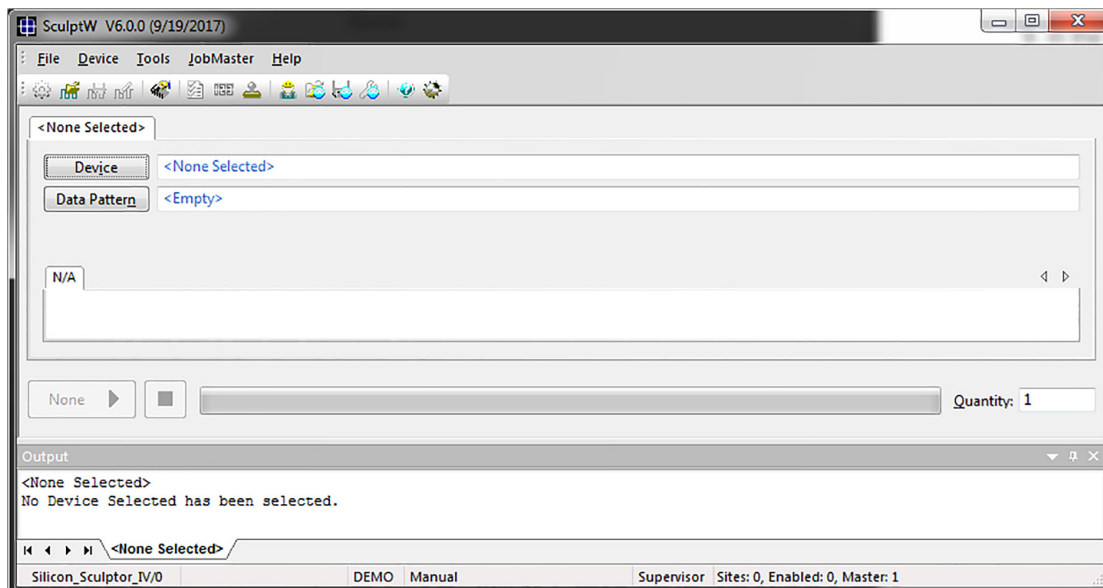 SculptW V6.0.0 (9/19/2017)
File Device Tools JobMaster Help
<None Selected>
Device <None Selected>
Data Pattern <Empty>
N/A
None Quantity: 1
Output
<None Selected>
No Device Selected has been selected.
<None Selected>
Silicon_Sculptor_IV/0 DEMO Manual Supervisor Sites: 0, Enabled: 0, Master: 1